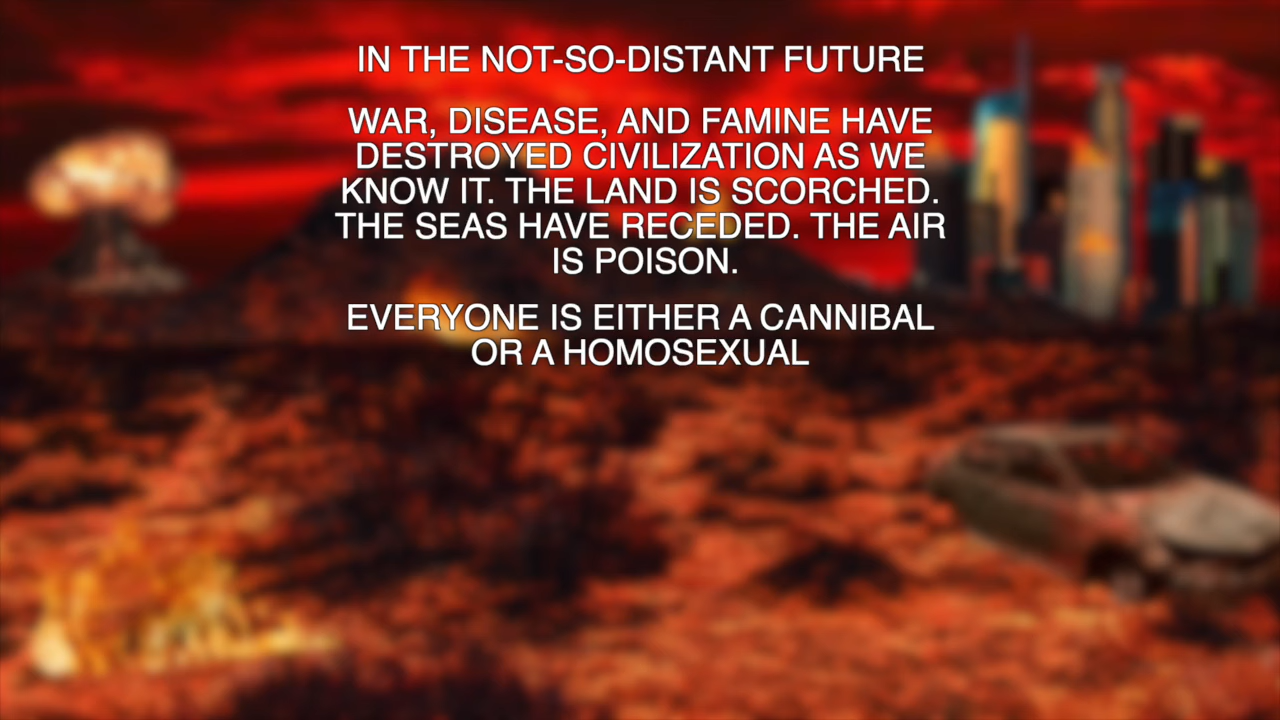 IN THE NOT-SO-DISTANT FUTURE
WAR, DISEASE, AND FAMINE HAVE
DESTROYED CIVILIZATION AS WE
KNOW IT. THE LAND IS SCORCHED.
THE SEAS HAVE RECEDED. THE AIR
IS POISON.
EVERYONE IS EITHER A CANNIBAL
OR A HOMOSEXUAL